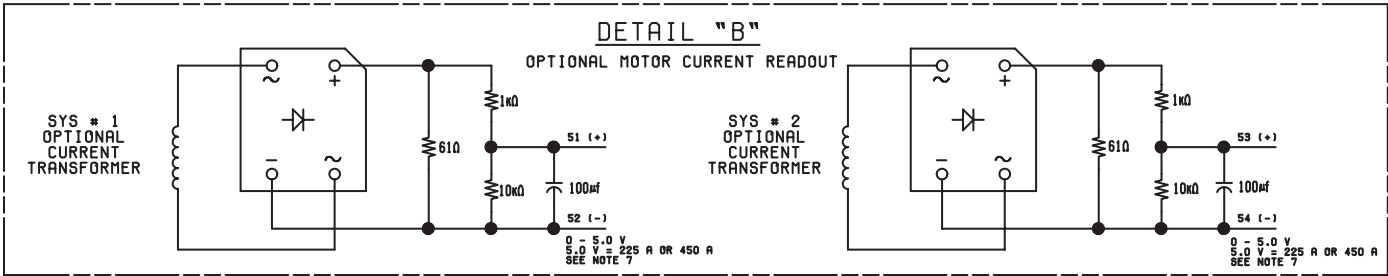 DETAIL "B"
OPTIONAL MOTOR CURRENT READOUT
SYS # 1
OPTIONAL
CURRENT
TRANSFORMER
~
+
−
~
61Ω
1KΩ
10KΩ
100µf
51 (+)
52 (-)
0 - 5.0 V
5.0 V = 225 A OR 450 A
SEE NOTE 7
SYS # 2
OPTIONAL
CURRENT
TRANSFORMER
~
+
−
~
61Ω
1KΩ
10KΩ
100µf
53 (+)
54 (-)
0 - 5.0 V
5.0 V = 225 A OR 450 A
SEE NOTE 7